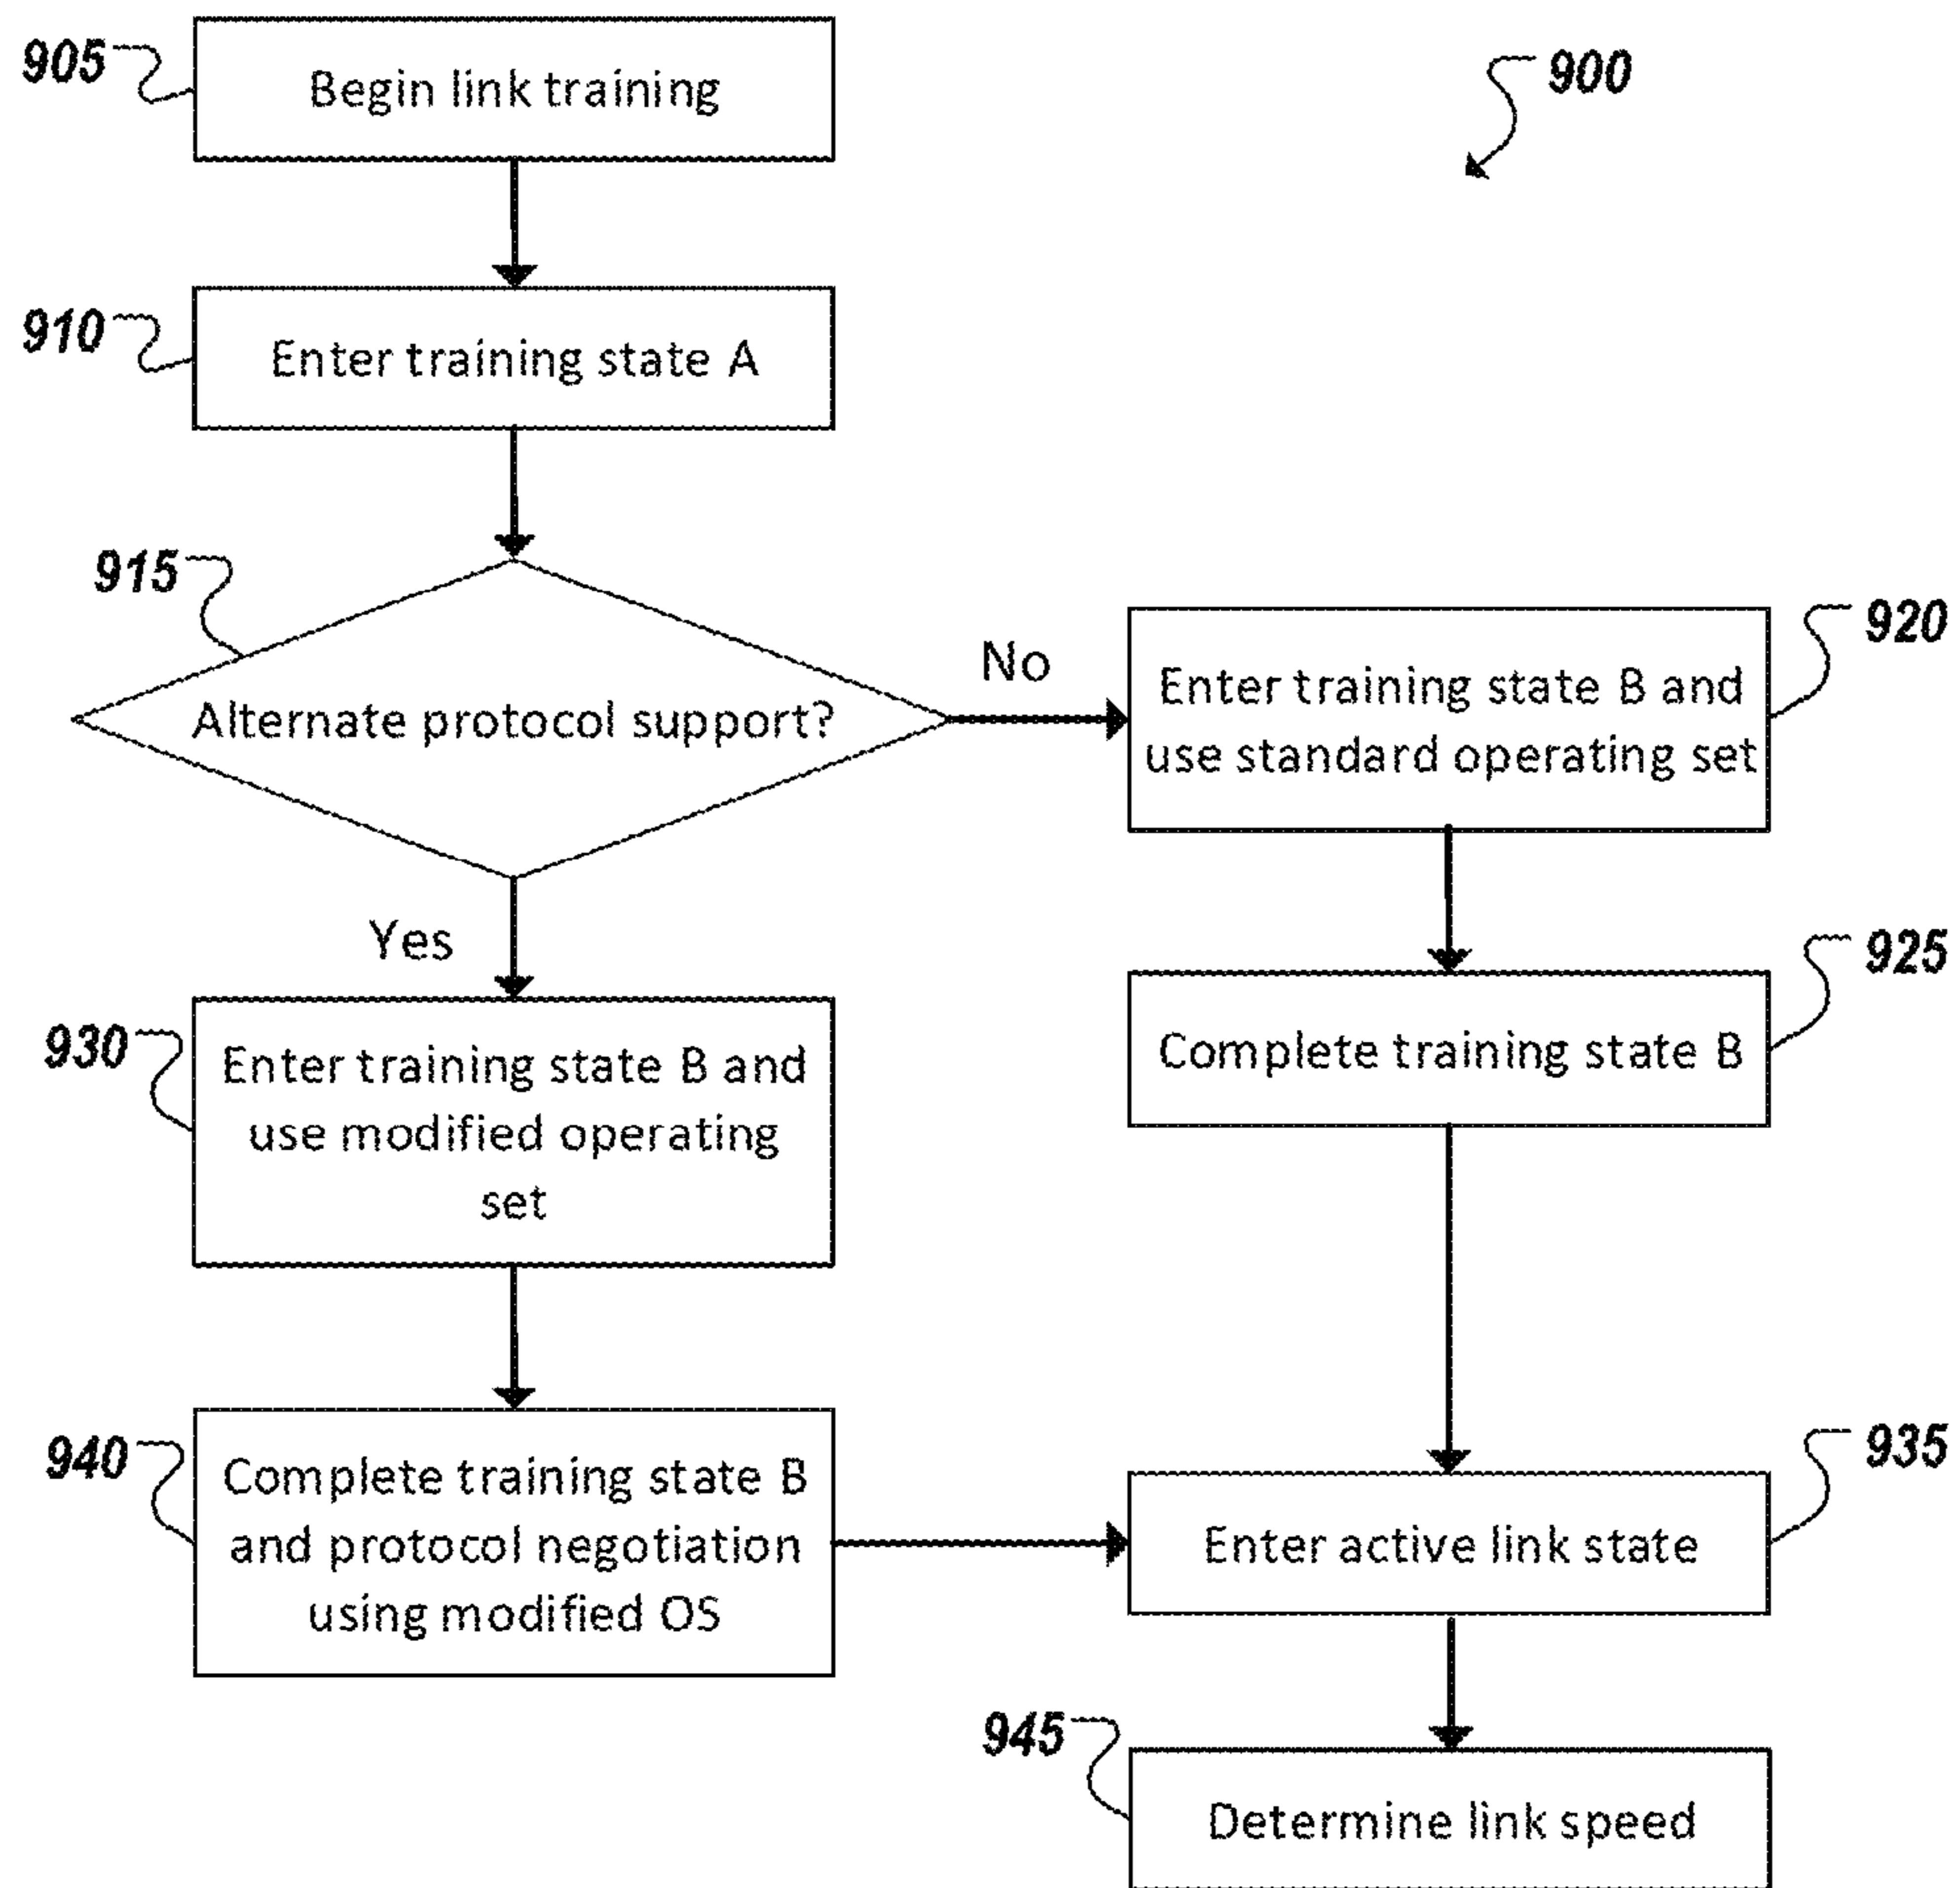 905
Begin link training
900
910
Enter training state A
915
Alternate protocol support?
No
920
Enter training state B and
use standard operating set
Yes
925
Complete training state B
930
Enter training state B and
use modified operating
set
940
Complete training state B
and protocol negotiation
using modified OS
935
Enter active link state
945
Determine link speed